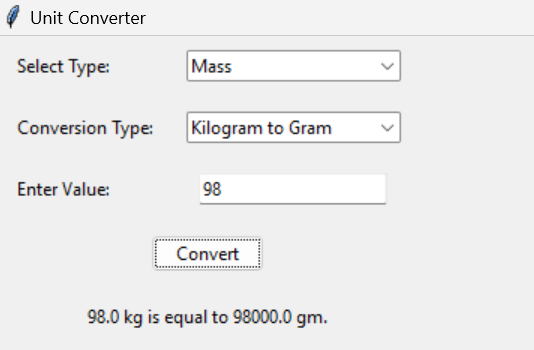 Unit Converter
Select Type: Mass
Conversion Type: Kilogram to Gram
Enter Value: 98
Convert
98.0 kg is equal to 98000.0 gm.